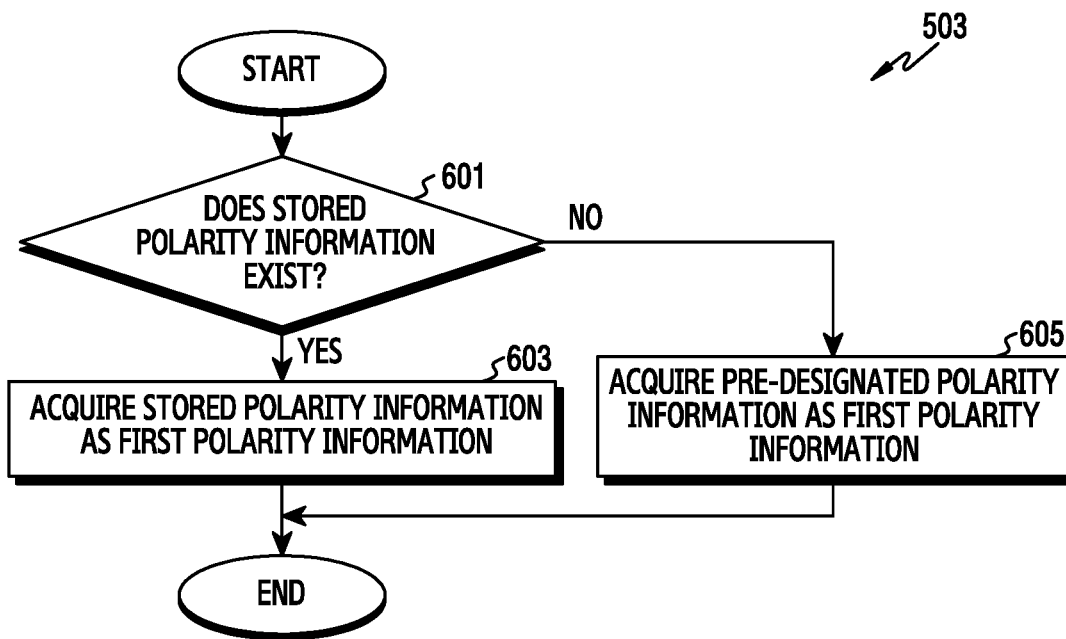 503
START
601
DOES STORED
POLARITY INFORMATION
EXIST?
NO
YES
603
ACQUIRE STORED POLARITY INFORMATION
AS FIRST POLARITY INFORMATION
605
ACQUIRE PRE-DESIGNATED POLARITY
INFORMATION AS FIRST POLARITY
INFORMATION
END